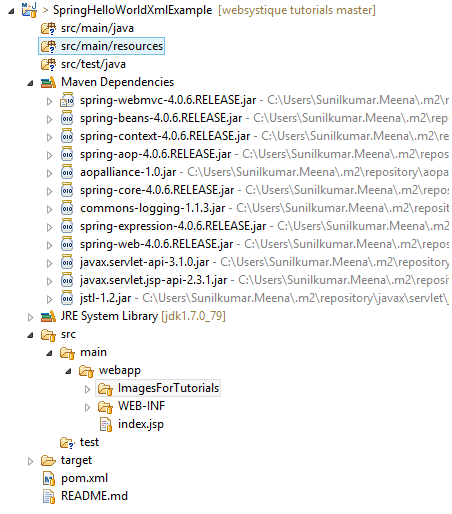 > SpringHelloWorldXmlExample [websystique tutorials master]
src/main/java
src/main/resources
src/test/java
Maven Dependencies
spring-webmvc-4.0.6.RELEASE.jar - C:\Users\Sunilkumar.Meena\.m2\rep
spring-beans-4.0.6.RELEASE.jar - C:\Users\Sunilkumar.Meena\.m2\repos
spring-context-4.0.6.RELEASE.jar - C:\Users\Sunilkumar.Meena\.m2\rep
spring-aop-4.0.6.RELEASE.jar - C:\Users\Sunilkumar.Meena\.m2\reposi
aopalliance-1.0.jar - C:\Users\Sunilkumar.Meena\.m2\repository\aopa
spring-core-4.0.6.RELEASE.jar - C:\Users\Sunilkumar.Meena\.m2\repos
commons-logging-1.1.3.jar - C:\Users\Sunilkumar.Meena\.m2\reposit
spring-expression-4.0.6.RELEASE.jar - C:\Users\Sunilkumar.Meena\.m2\
spring-web-4.0.6.RELEASE.jar - C:\Users\Sunilkumar.Meena\.m2\repos
javax.servlet-api-3.1.0.jar - C:\Users\Sunilkumar.Meena\.m2\reposito
javax.servlet.jsp-api-2.3.1.jar - C:\Users\Sunilkumar.Meena\.m2\repos
jstl-1.2.jar - C:\Users\Sunilkumar.Meena\.m2\repository\javax\servlet\
JRE System Library [jdk1.7.0_79]
src
main
webapp
ImagesForTutorials
WEB-INF
index.jsp
test
target
pom.xml
README.md